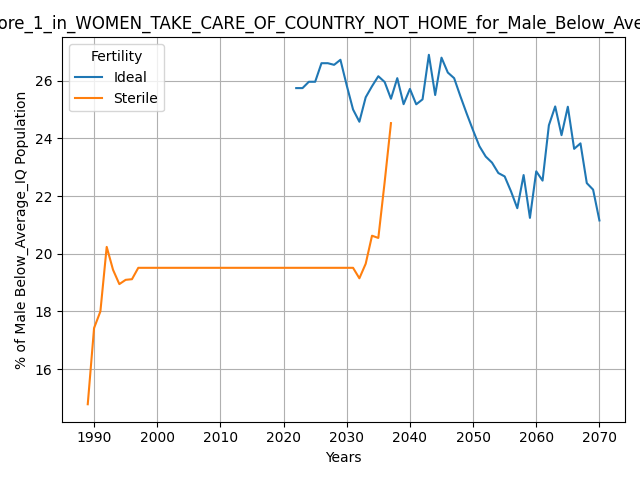 ore_1_in_WOMEN_TAKE_CARE_OF_COUNTRY_NOT_HOME_for_Male_Below_Ave
Fertility
Ideal
Sterile
% of Male Below_Average_IQ Population
26
24
22
20
18
16
1990 2000 2010 2020 2030 2040 2050 2060 2070
Years